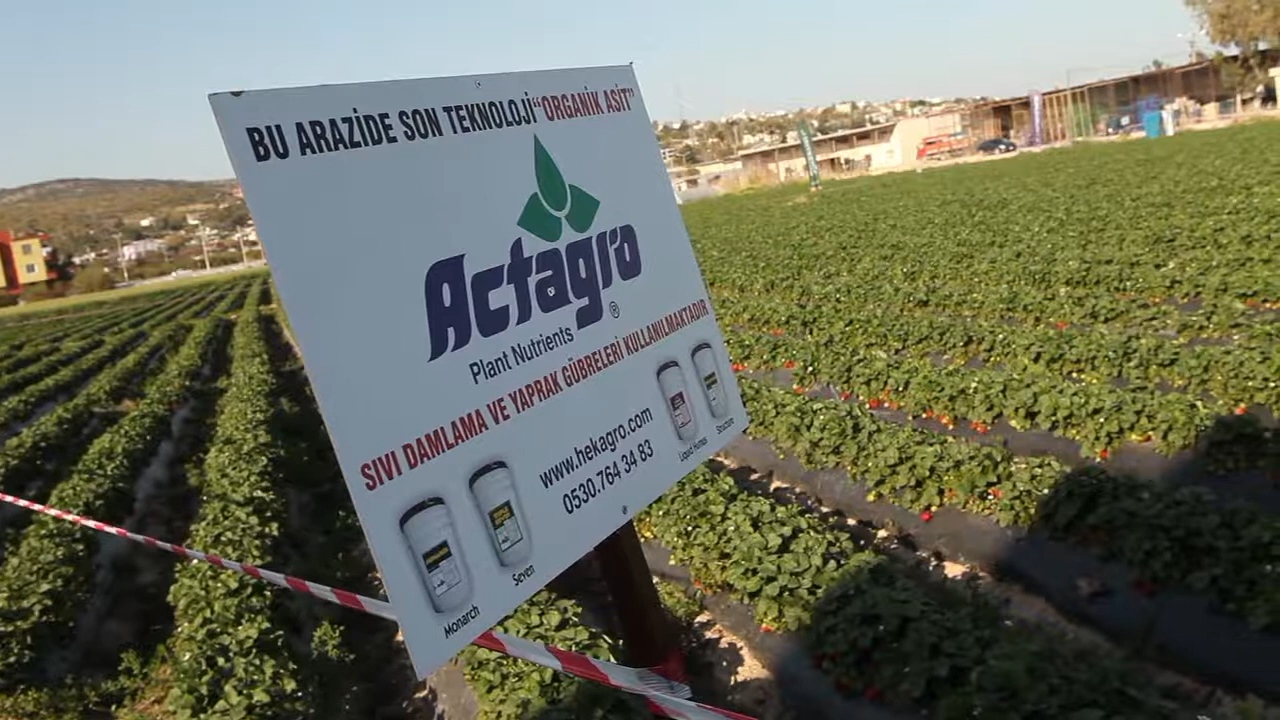 BU ARAZİDE SON TEKNOLOJİ “ORGANİK ASİT”
Actagro®
Plant Nutrients
SIVI DAMLAMA VE YAPRAK GÜBRELERİ KULLANILMAKTADIR
www.hekagro.com
0530.764 34 83
Monarch
Seven
Liquid Humus
Structure